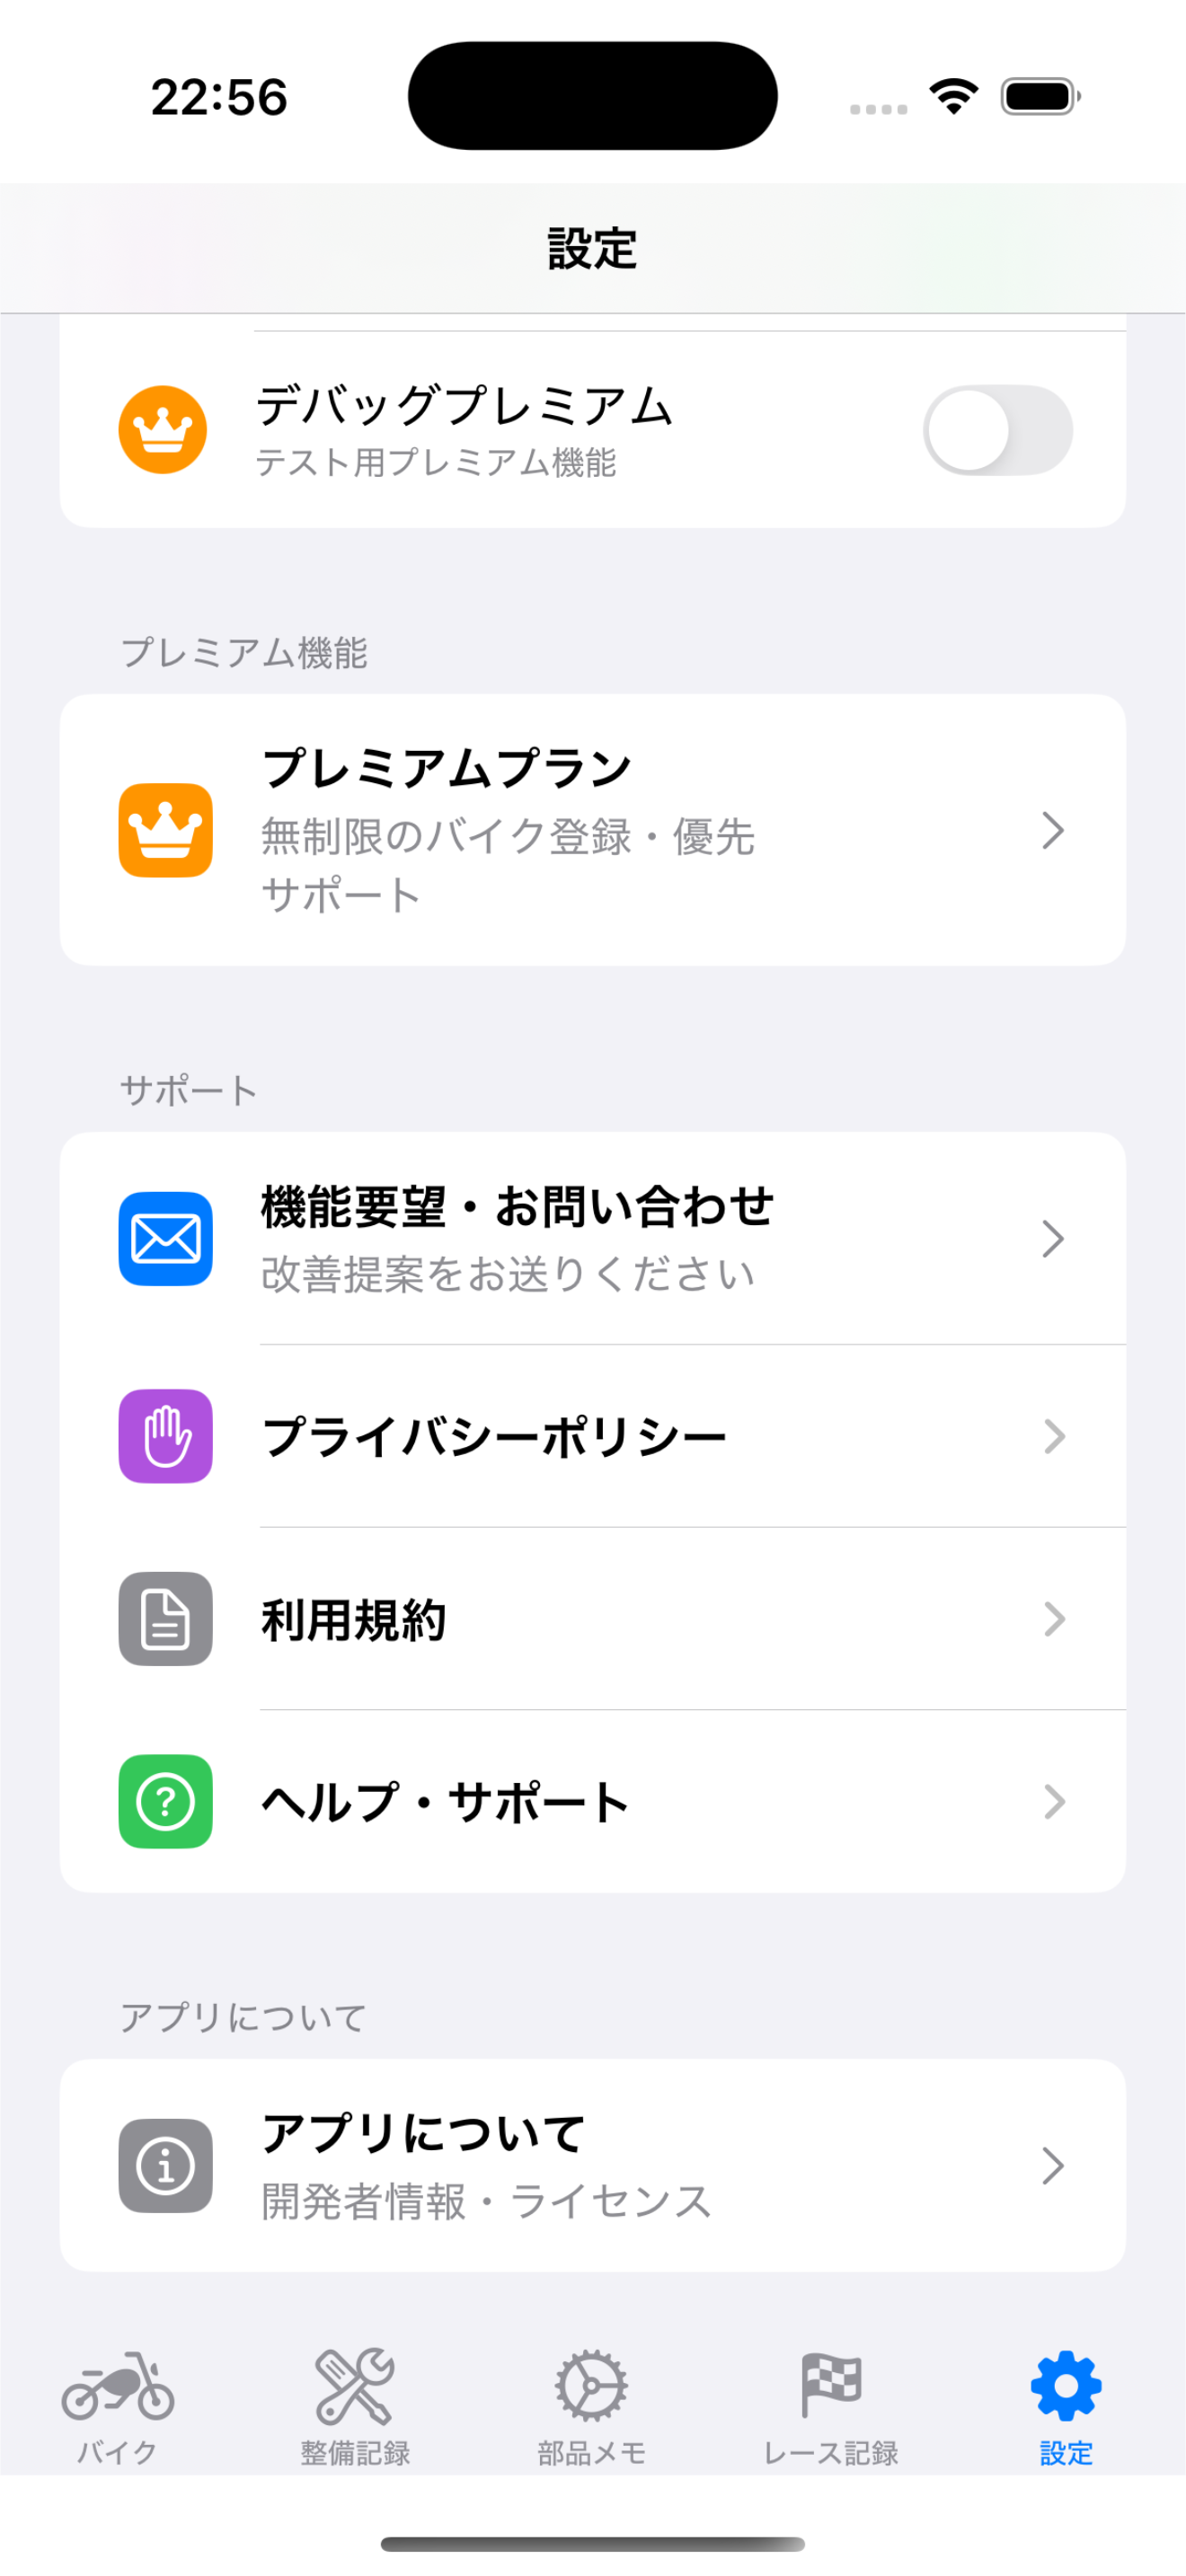 22:56
設定
デバッグプレミアム
テスト用プレミアム機能
プレミアム機能
プレミアムプラン
無制限のバイク登録・優先
サポート
サポート
機能要望・お問い合わせ
改善提案をお送りください
プライバシーポリシー
利用規約
ヘルプ・サポート
アプリについて
アプリについて
開発者情報・ライセンス
バイク
整備記録
部品メモ
レース記録
設定